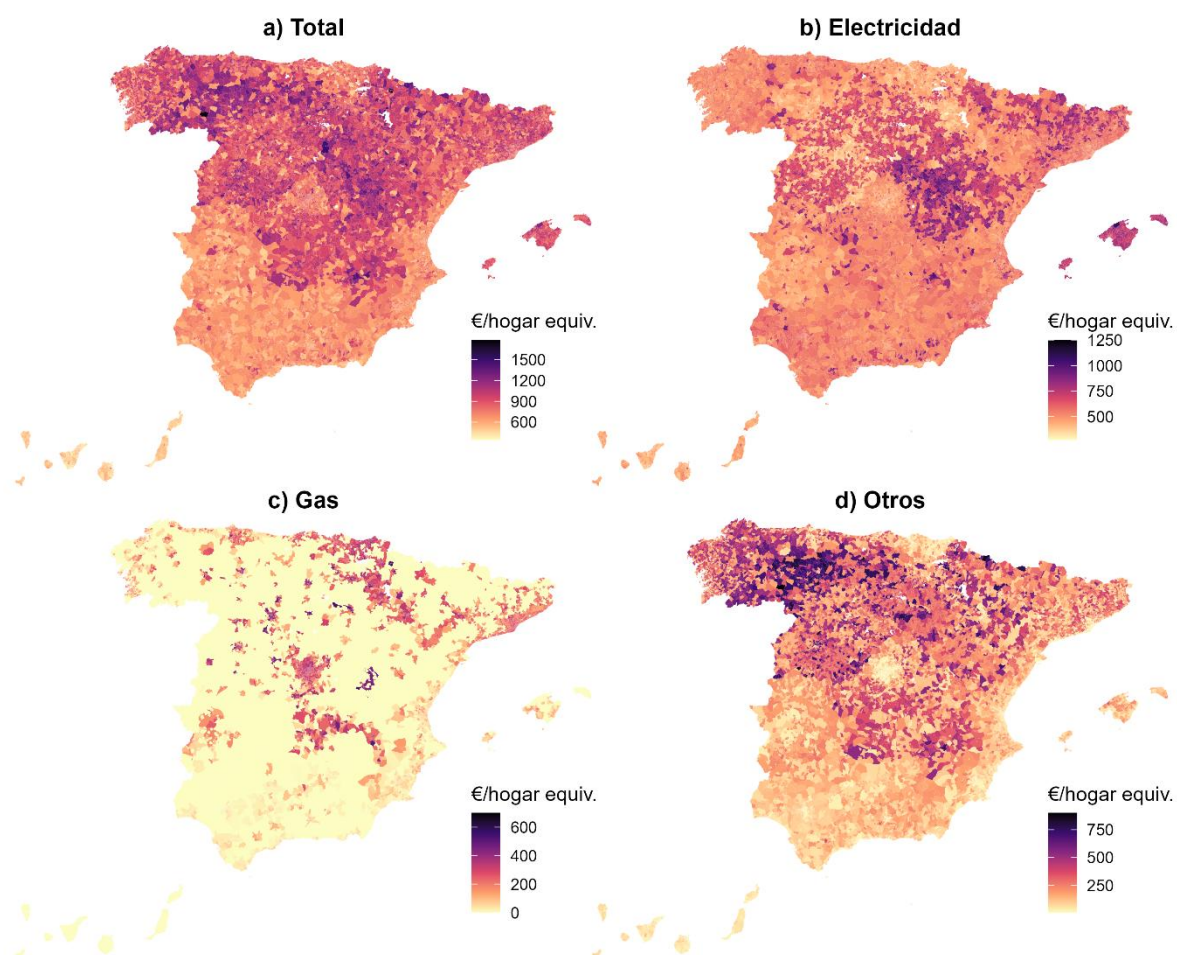 a) Total
b) Electricidad
€/hogar equiv.
1500
1200
900
600
€/hogar equiv.
1250
1000
750
500
c) Gas
d) Otros
€/hogar equiv.
600
400
200
0
€/hogar equiv.
750
500
250